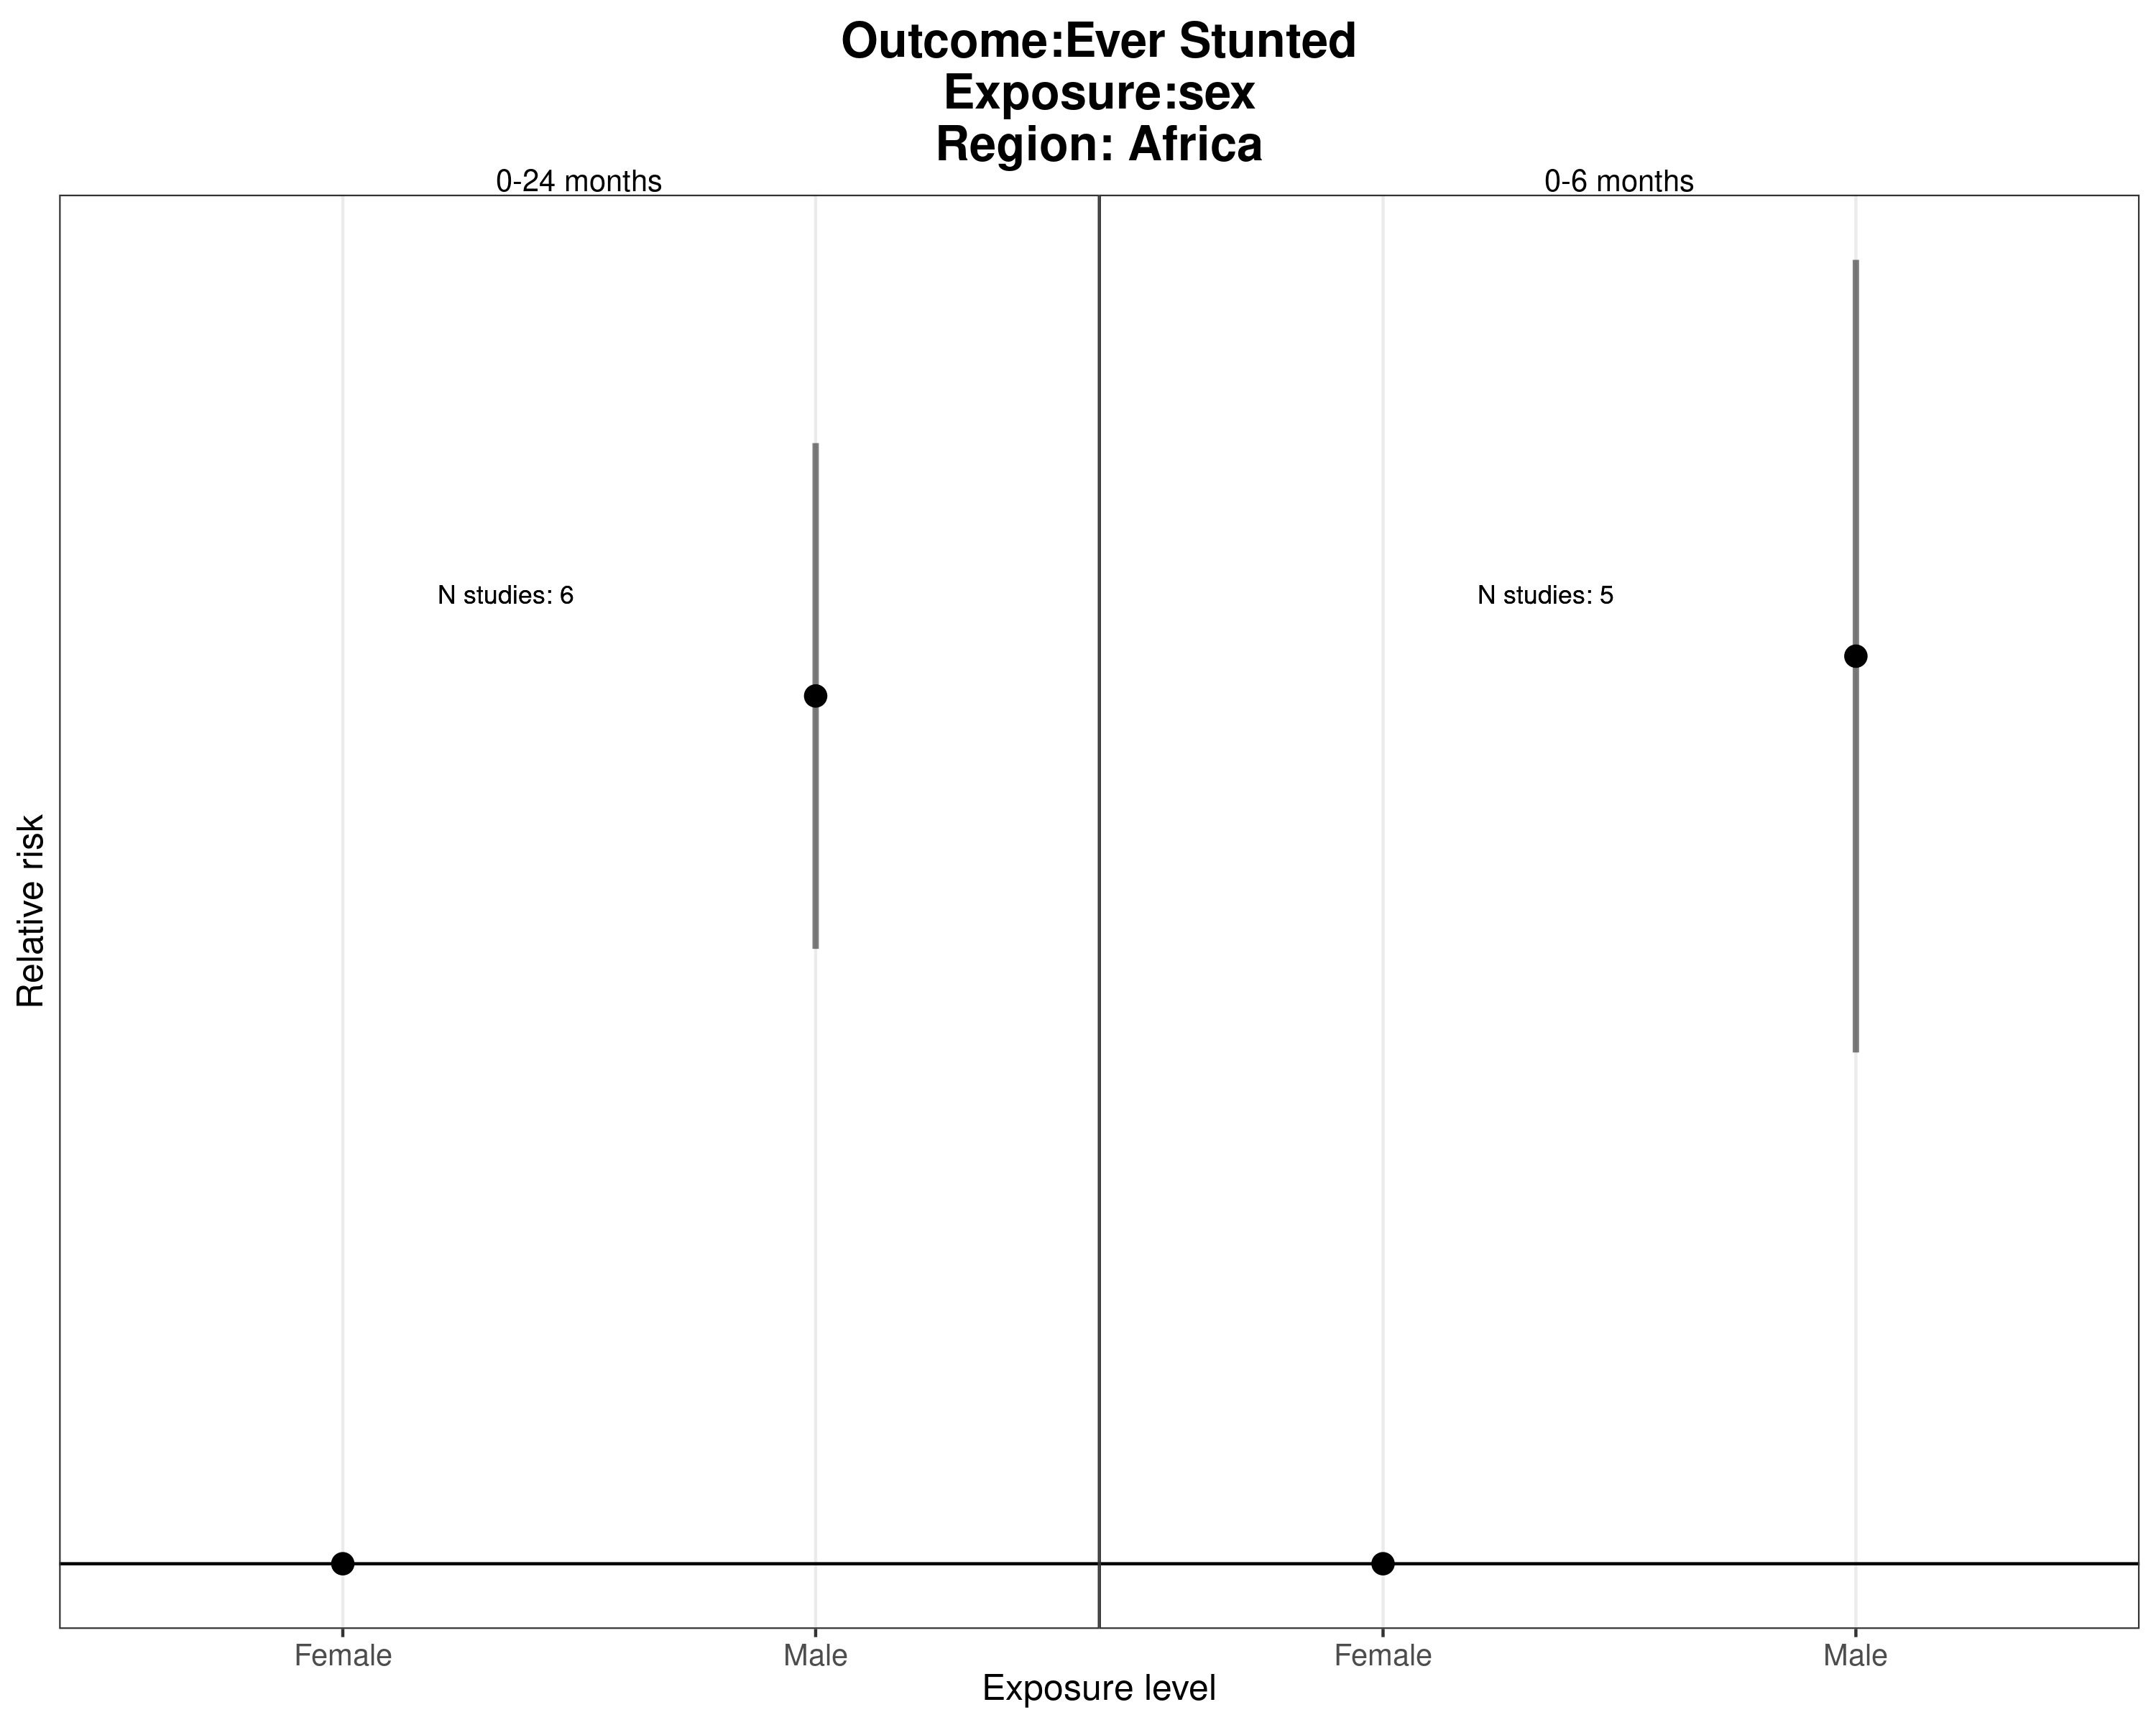 Outcome:Ever Stunted
Exposure:sex
Region: Africa
0-24 months
0-6 months
N studies: 6
N studies: 5
Relative risk
Female
Male
Female
Male
Exposure level